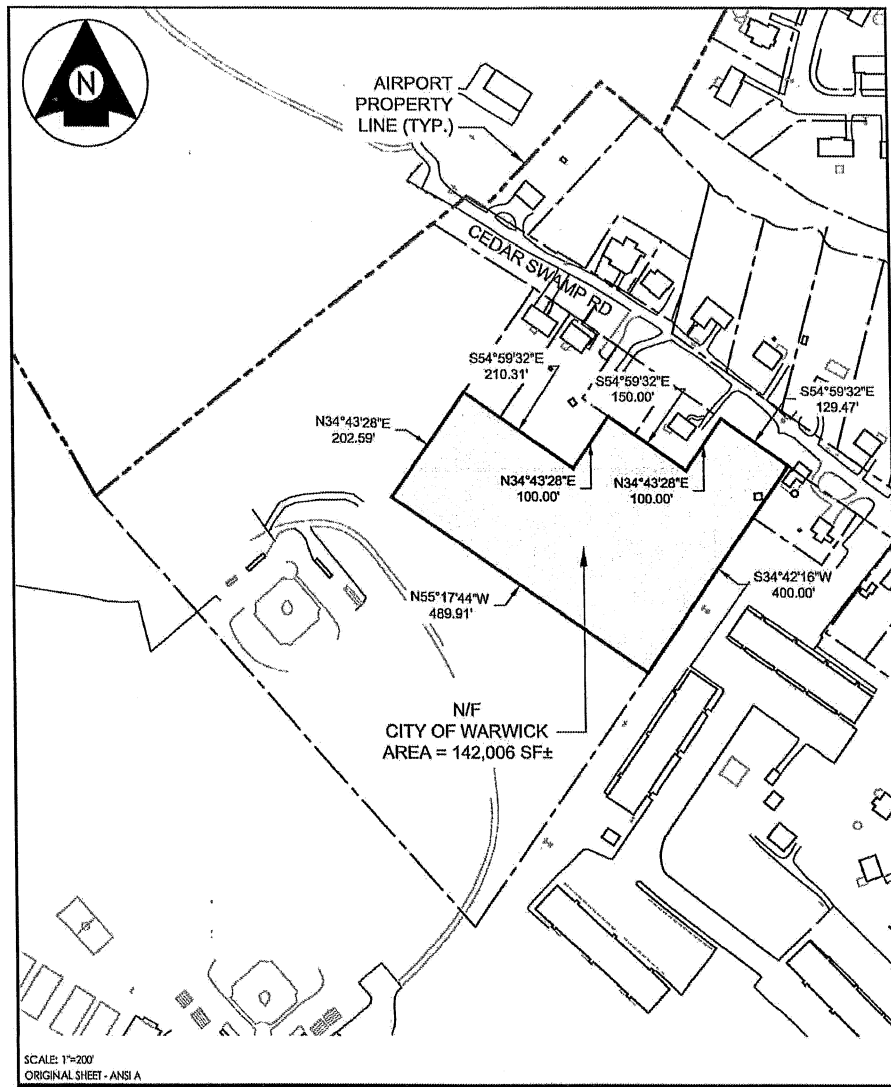 N
AIRPORT
PROPERTY
LINE (TYP.)
CEDAR SWAMP RD
S54°59'32"E
210.31'
S54°59'32"E
150.00'
S54°59'32"E
129.47'
N34°43'28"E
202.59'
N34°43'28"E
100.00'
N34°43'28"E
100.00'
S34°42'16"W
400.00'
N55°17'44"W
489.91'
N/F
CITY OF WARWICK
AREA = 142,006 SF±
SCALE: 1"=200'
ORIGINAL SHEET - ANSI A